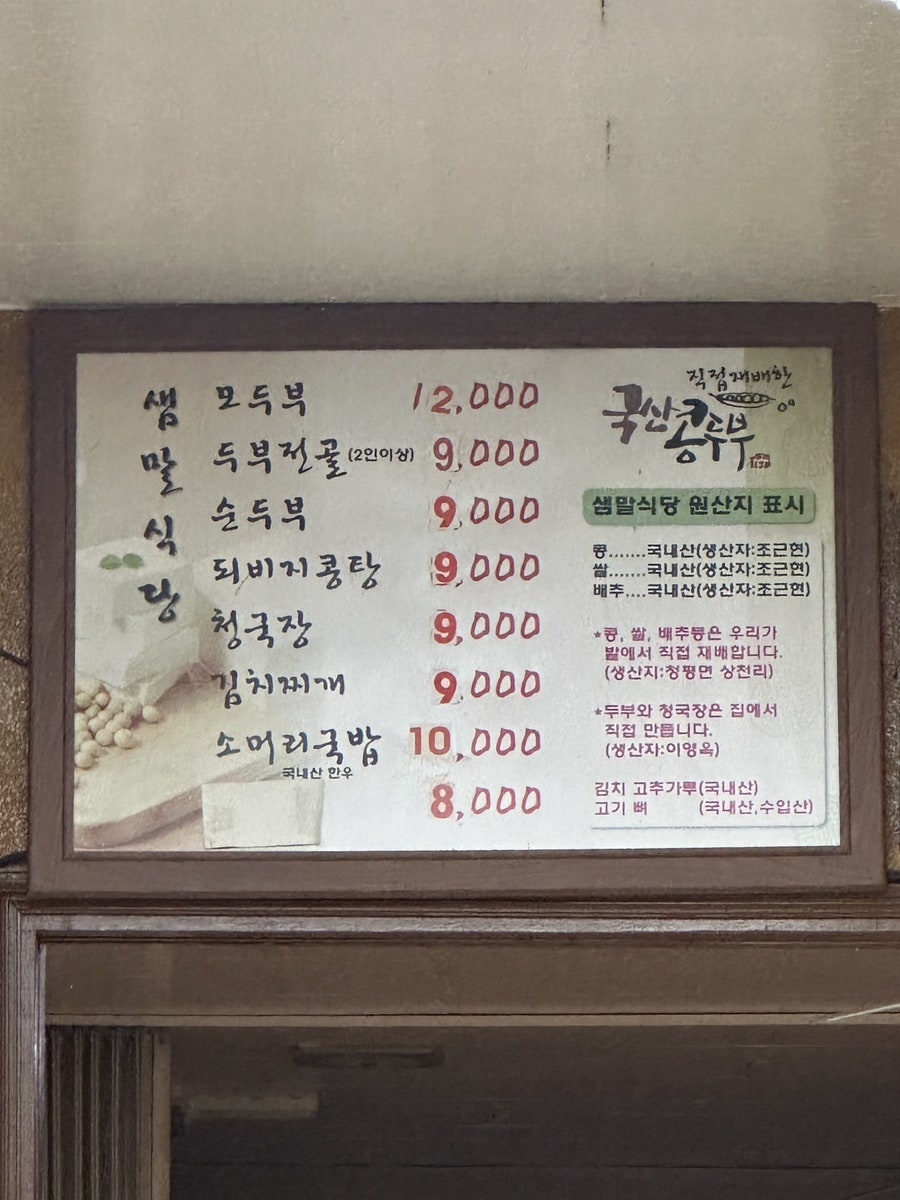 샘말식당
모두부 12,000
두부전골(2인이상) 9,000
순두부 9,000
되비지콩탕 9,000
청국장 9,000
김치찌개 9,000
소머리국밥 10,000
국내산 한우
8,000
직접재배한
국산콩두부
샘말식당 원산지 표시
콩.......국내산(생산자:조근현)
쌀.......국내산(생산자:조근현)
배추....국내산(생산자:조근현)
*콩, 쌀, 배추등은 우리가
밭에서 직접 재배합니다.
(생산지:청평면 상천리)
*두부와 청국장은 집에서
직접 만듭니다.
(생산자:이영옥)
김치 고추가루(국내산)
고기 뼈 (국내산,수입산)